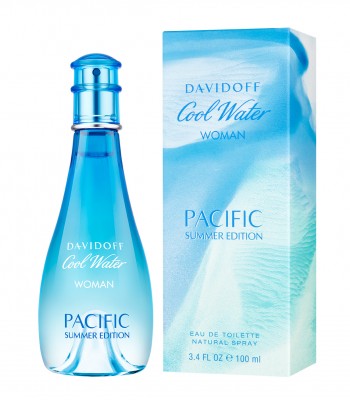 DAVIDOFF
Cool Water
WOMAN
PACIFIC
SUMMER EDITION
DAVIDOFF
Cool Water
WOMAN
PACIFIC
SUMMER EDITION
EAU DE TOILETTE
NATURAL SPRAY
3.4 FL OZ ℮ 100 ml